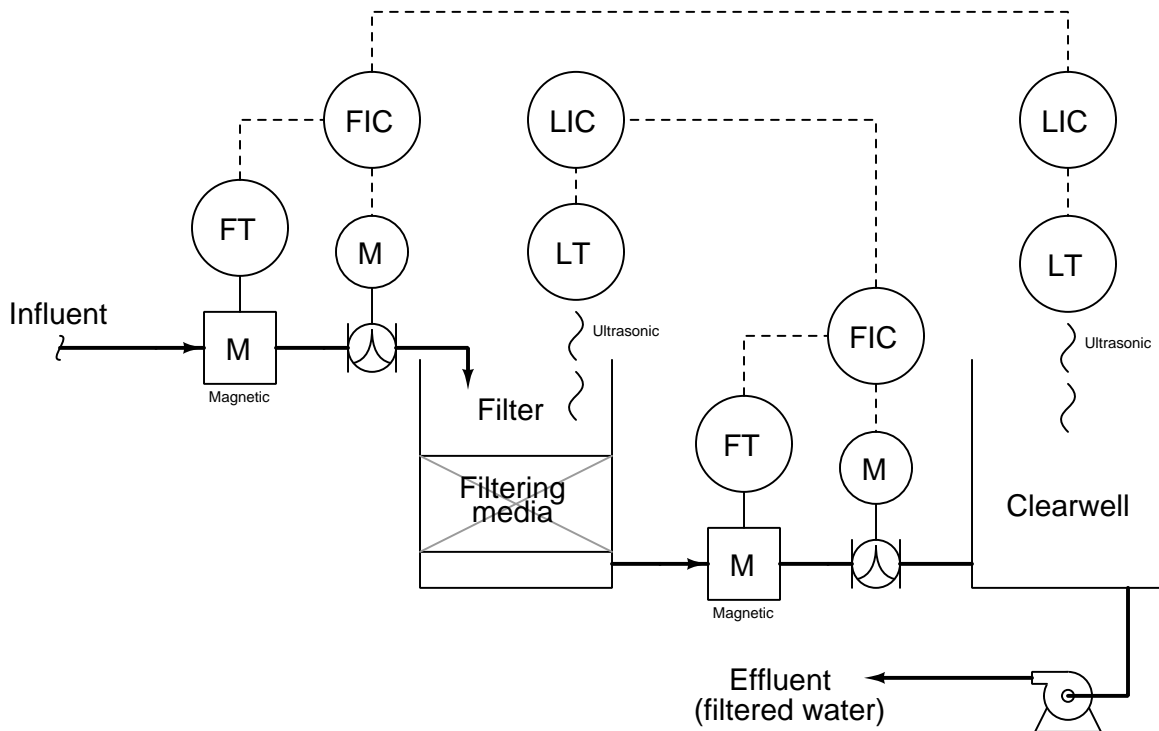 FIC
LIC
LIC
FT
M
LT
LT
Influent
Ultrasonic
FIC
Ultrasonic
M
Magnetic
Filter
FT
M
Filtering
media
Clearwell
M
Magnetic
Effluent
(filtered water)